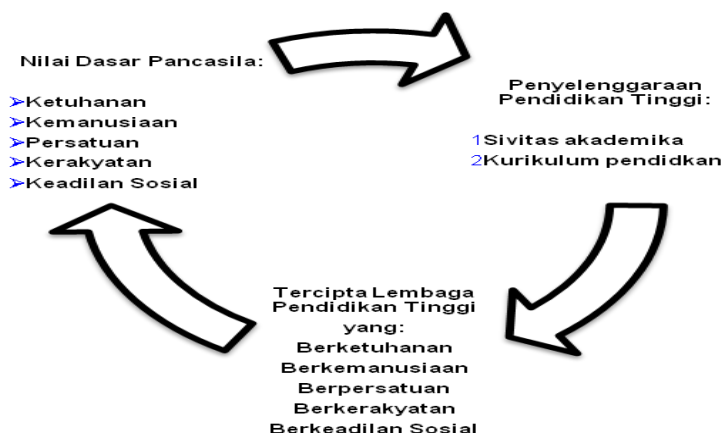 Nilai Dasar Pancasila:
➢Ketuhanan
➢Kemanusiaan
➢Persatuan
➢Kerakyatan
➢Keadilan Sosial
Penyelenggaraan
Pendidikan Tinggi:
1Sivitas akademika
2Kurikulum pendidkan
Tercipta Lembaga
Pendidikan Tinggi
yang:
Berketuhanan
Berkemanusiaan
Berpersatuan
Berkerakyatan
Berkeadilan Sosial